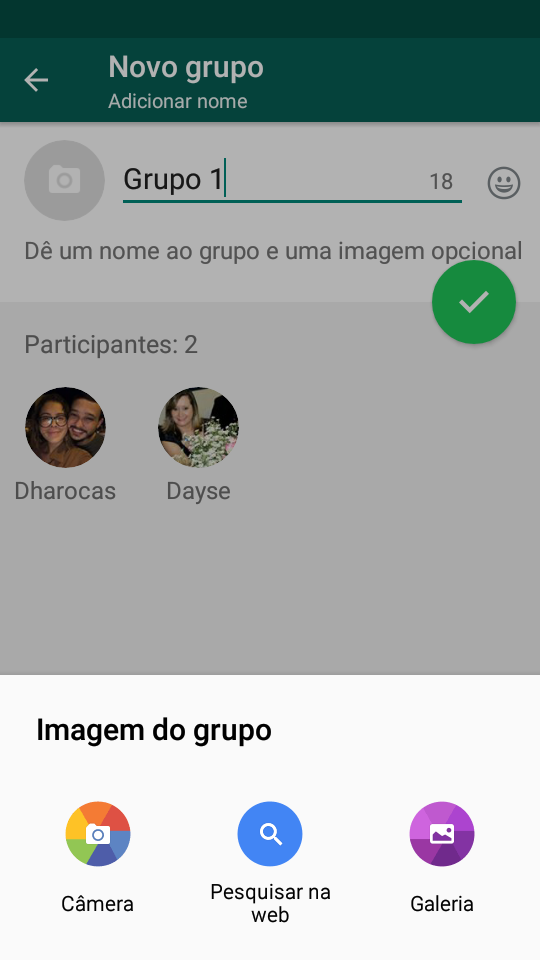 Novo grupo
Adicionar nome
Grupo 1
18
Dê um nome ao grupo e uma imagem opcional
Participantes: 2
Dharocas
Dayse
Imagem do grupo
Câmera
Pesquisar na
web
Galeria